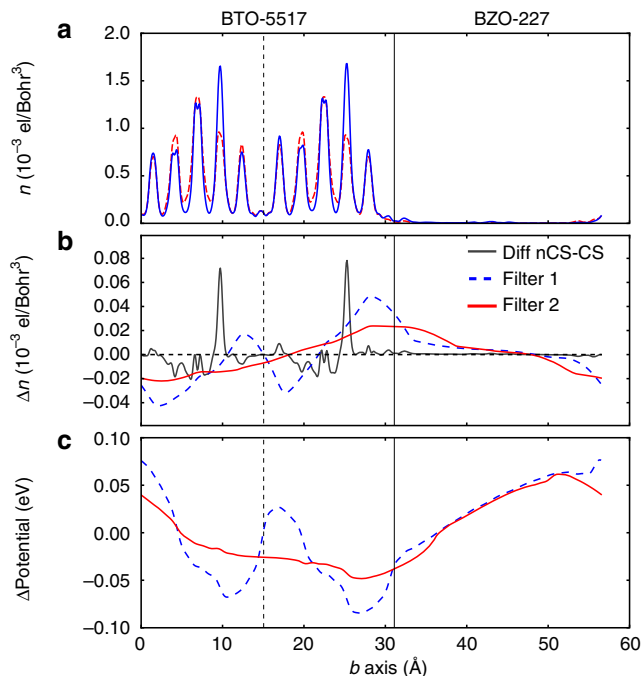 BTO-5517 BZO-227
a
2.0
1.5
1.0
0.5
0.0
n (10⁻³ el/Bohr³)
b
0.08
0.06
0.04
0.02
0.00
−0.02
−0.04
Δn (10⁻³ el/Bohr³)
Diff nCS-CS
Filter 1
Filter 2
c
0.10
0.05
0.00
−0.05
−0.10
ΔPotential (eV)
0 10 20 30 40 50 60
b axis (Å)